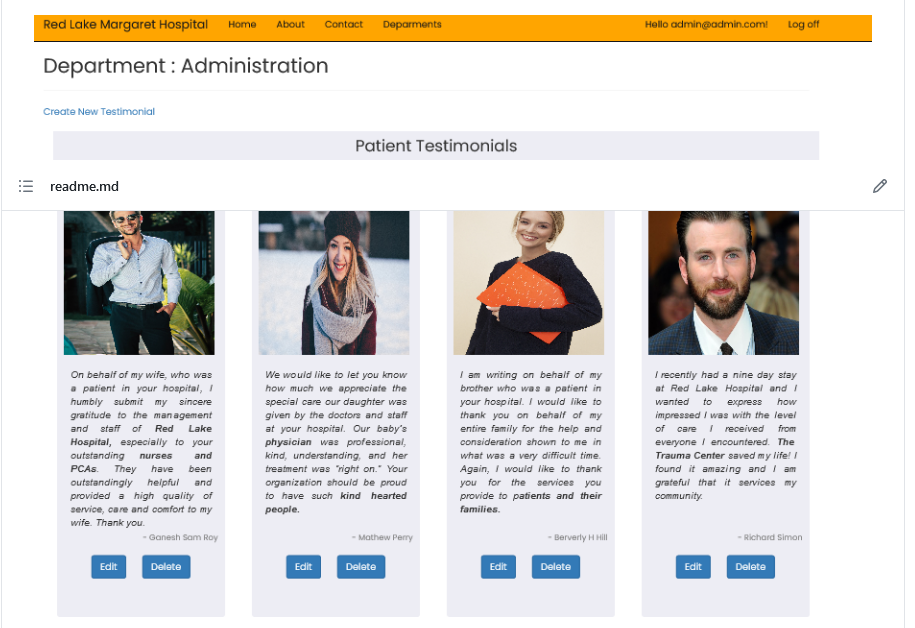 Red Lake Margaret Hospital Home About Contact Deparments Hello admin@admin.com! Log off
Department : Administration
Create New Testimonial
Patient Testimonials
readme.md
On behalf of my wife, who was
a patient in your hospital, I
humbly submit my sincere
gratitude to the management
and staff of Red Lake
Hospital, especially to your
outstanding nurses and
PCAs. They have been
outstandingly helpful and
provided a high quality of
service, care and comfort to my
wife. Thank you.
- Ganesh Sam Roy
Edit Delete
We would like to let you know
how much we appreciate the
special care our daughter was
given by the doctors and staff
at your hospital. Our baby's
physician was professional,
kind, understanding, and her
treatment was "right on." Your
organization should be proud
to have such kind hearted
people.
- Mathew Perry
Edit Delete
I am writing on behalf of my
brother who was a patient in
your hospital. I would like to
thank you on behalf of my
entire family for the help and
consideration shown to me in
what was a very difficult time.
Again, I would like to thank
you for the services you
provide to patients and their
families.
- Berverly H Hill
Edit Delete
I recently had a nine day stay
at Red Lake Hospital and I
wanted to express how
impressed I was with the level
of care I received from
everyone I encountered. The
Trauma Center saved my life! I
found it amazing and I am
grateful that it services my
community.
- Richard Simon
Edit Delete